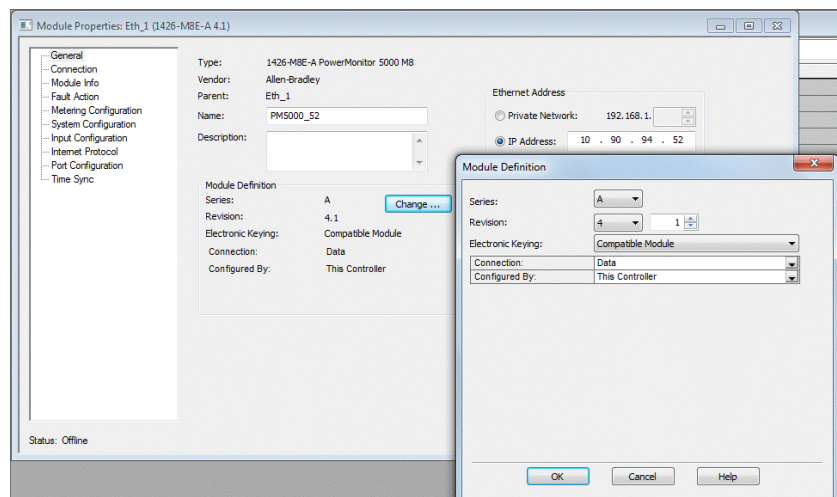 Module Properties: Eth_1 (1426-M8E-A 4.1)
General
Connection
Module Info
Fault Action
Metering Configuration
System Configuration
Input Configuration
Internet Protocol
Port Configuration
Time Sync
Type: 1426-M8E-A PowerMonitor 5000 M8
Vendor: Allen-Bradley
Parent: Eth_1
Name: PM5000_52
Description:
Ethernet Address
Private Network: 192.168.1.
IP Address: 10 . 90 . 94 . 52
Module Definition
Series: A
Change ...
Revision: 4.1
Electronic Keying: Compatible Module
Connection: Data
Configured By: This Controller
Status: Offline
Module Definition
Series: A
Revision: 4 1
Electronic Keying: Compatible Module
Connection: Data
Configured By: This Controller
OK Cancel Help